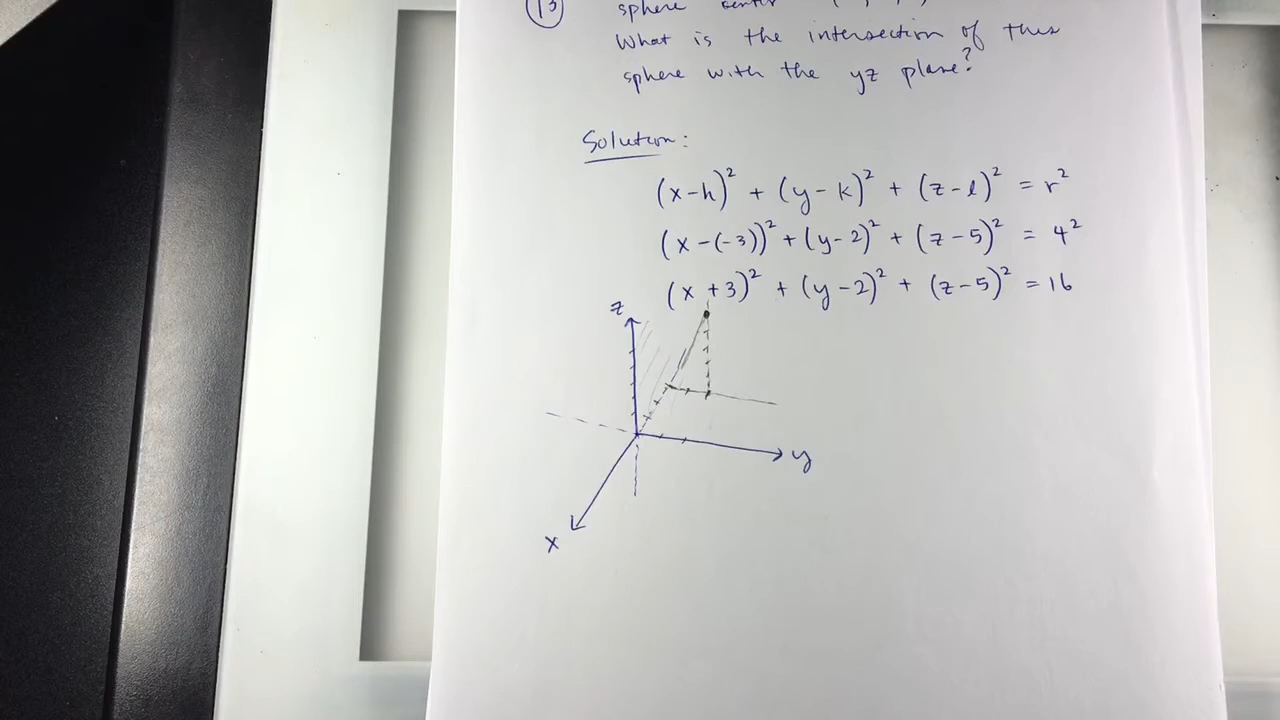 13 sphere center ( , , )
What is the intersection of this
sphere with the yz plane?
Solution:
(x-h)² + (y-k)² + (z-l)² = r²
(x-(-3))² + (y-2)² + (z-5)² = 4²
(x+3)² + (y-2)² + (z-5)² = 16
z
y
x